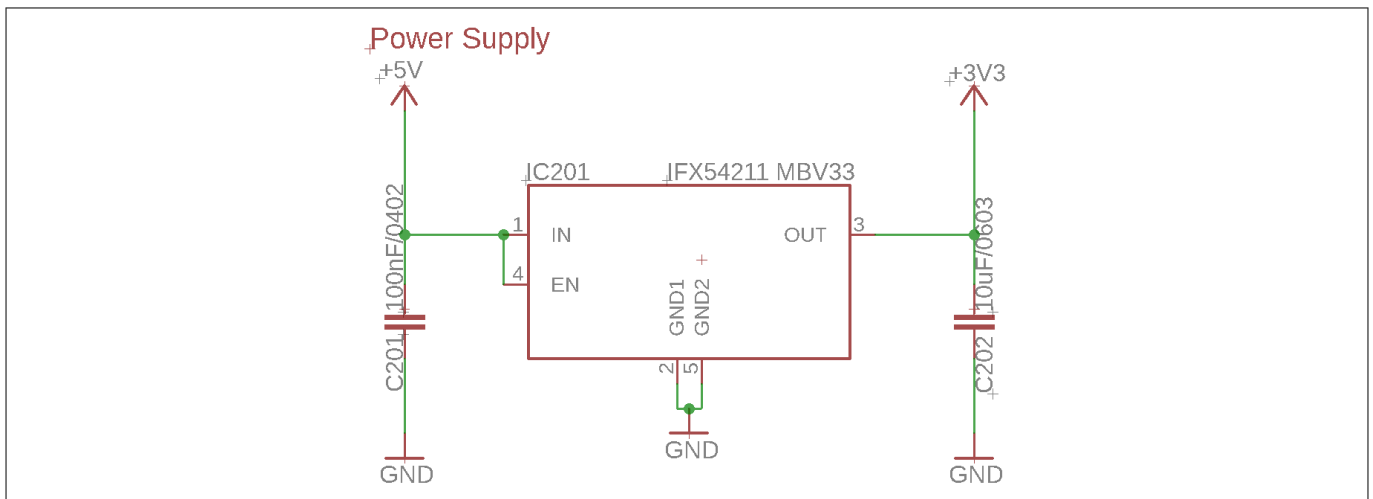 Power Supply
+5V
+3V3
IC201
IFX54211 MBV33
100nF/0402
C201
1
IN
4
EN
OUT
3
GND1
GND2
2
5
10uF/0603
C202
GND
GND
GND